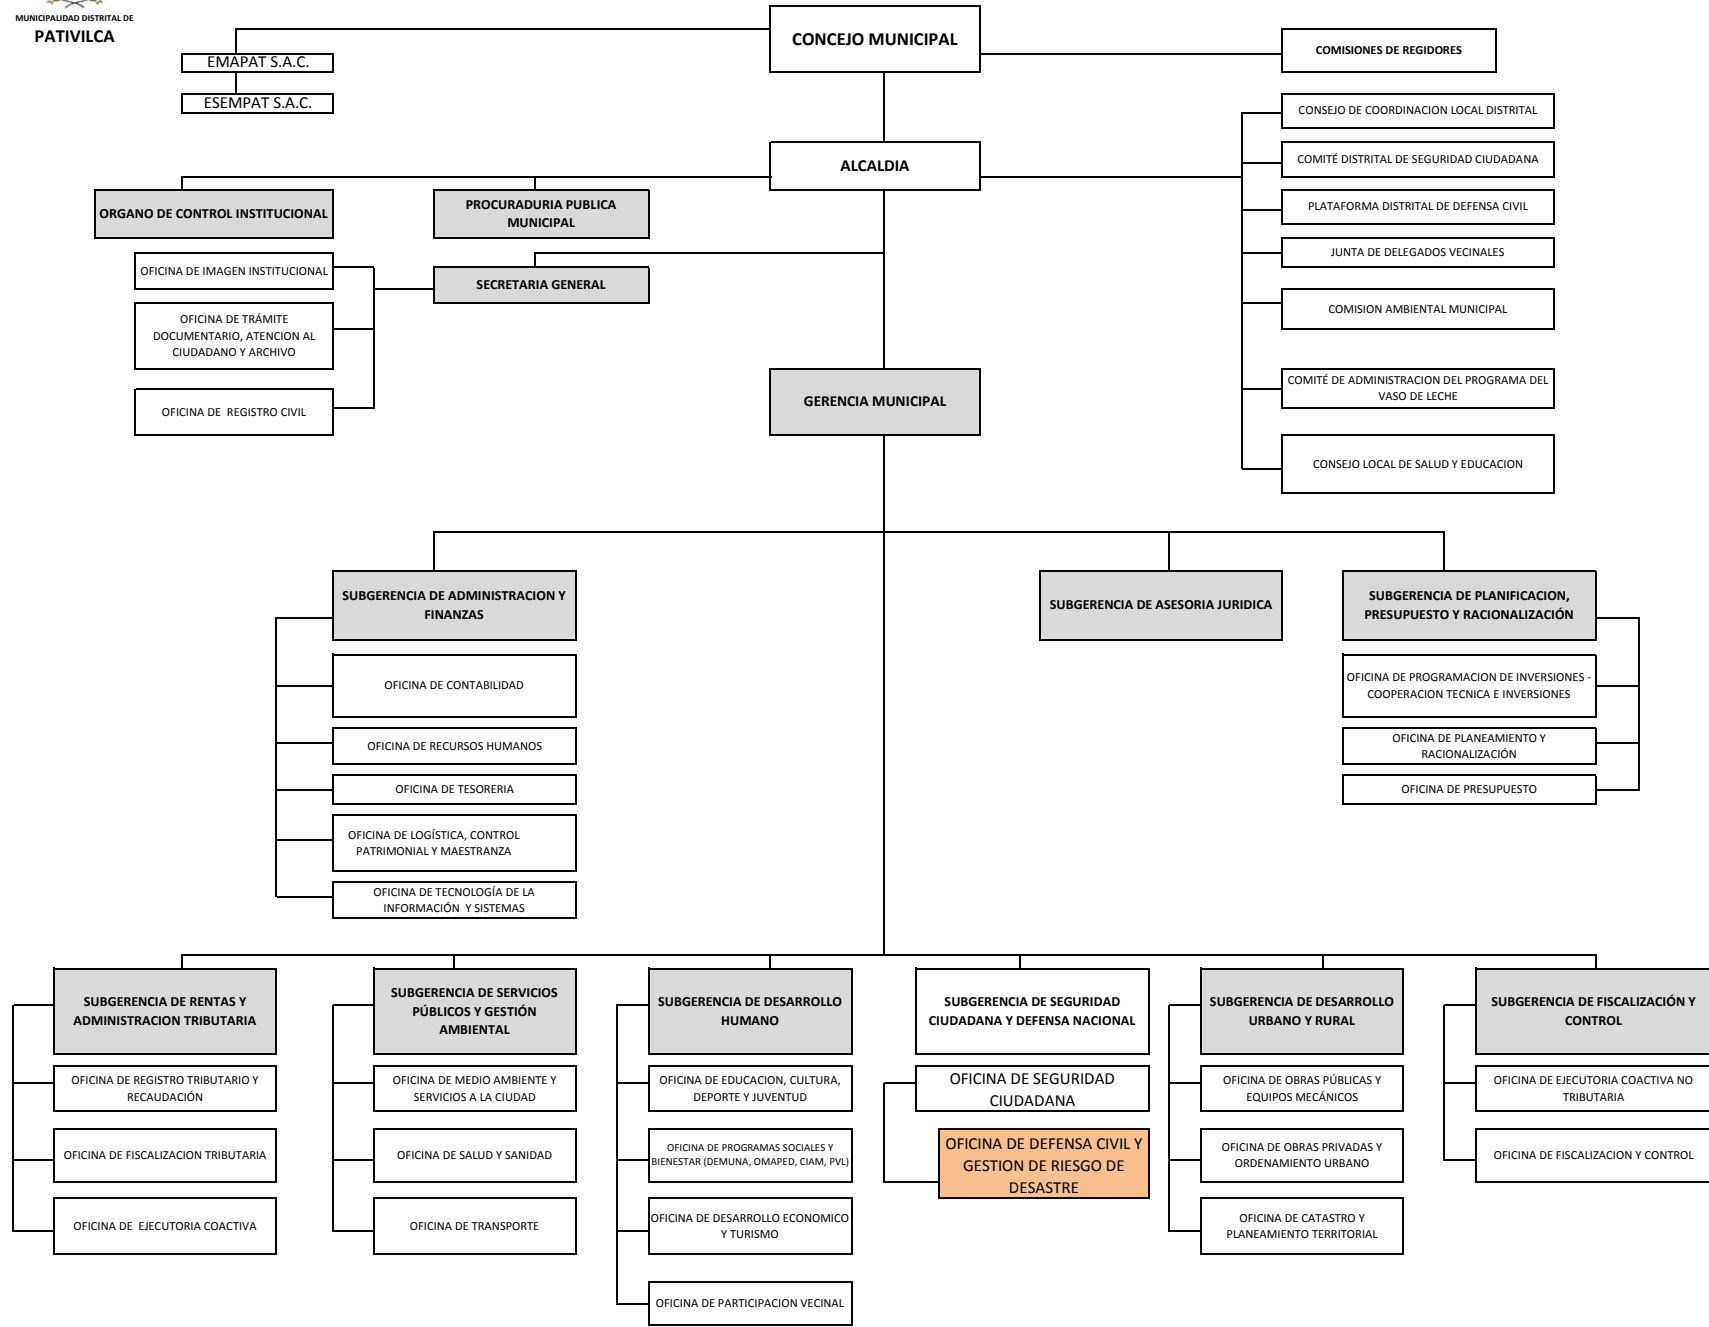 MUNICIPALIDAD DISTRITAL DE
PATIVILCA
CONCEJO MUNICIPAL
COMISIONES DE REGIDORES
EMAPAT S.A.C.
ESEMPAT S.A.C.
CONSEJO DE COORDINACION LOCAL DISTRITAL
COMITÉ DISTRITAL DE SEGURIDAD CIUDADANA
PLATAFORMA DISTRITAL DE DEFENSA CIVIL
JUNTA DE DELEGADOS VECINALES
COMISION AMBIENTAL MUNICIPAL
COMITÉ DE ADMINISTRACION DEL PROGRAMA DEL
VASO DE LECHE
CONSEJO LOCAL DE SALUD Y EDUCACION
ALCALDIA
ORGANO DE CONTROL INSTITUCIONAL
PROCURADURIA PUBLICA
MUNICIPAL
SECRETARIA GENERAL
OFICINA DE IMAGEN INSTITUCIONAL
OFICINA DE TRÁMITE
DOCUMENTARIO, ATENCION AL
CIUDADANO Y ARCHIVO
OFICINA DE REGISTRO CIVIL
GERENCIA MUNICIPAL
SUBGERENCIA DE ADMINISTRACION Y
FINANZAS
OFICINA DE CONTABILIDAD
OFICINA DE RECURSOS HUMANOS
OFICINA DE TESORERIA
OFICINA DE LOGÍSTICA, CONTROL
PATRIMONIAL Y MAESTRANZA
OFICINA DE TECNOLOGÍA DE LA
INFORMACIÓN Y SISTEMAS
SUBGERENCIA DE ASESORIA JURIDICA
SUBGERENCIA DE PLANIFICACION,
PRESUPUESTO Y RACIONALIZACIÓN
OFICINA DE PROGRAMACION DE INVERSIONES -
COOPERACION TECNICA E INVERSIONES
OFICINA DE PLANEAMIENTO Y
RACIONALIZACIÓN
OFICINA DE PRESUPUESTO
SUBGERENCIA DE RENTAS Y
ADMINISTRACION TRIBUTARIA
OFICINA DE REGISTRO TRIBUTARIO Y
RECAUDACIÓN
OFICINA DE FISCALIZACION TRIBUTARIA
OFICINA DE EJECUTORIA COACTIVA
SUBGERENCIA DE SERVICIOS
PÚBLICOS Y GESTIÓN
AMBIENTAL
OFICINA DE MEDIO AMBIENTE Y
SERVICIOS A LA CIUDAD
OFICINA DE SALUD Y SANIDAD
OFICINA DE TRANSPORTE
SUBGERENCIA DE DESARROLLO
HUMANO
OFICINA DE EDUCACION, CULTURA,
DEPORTE Y JUVENTUD
OFICINA DE PROGRAMAS SOCIALES Y
BIENESTAR (DEMUNA, OMAPED, CIAM, PVL)
OFICINA DE DESARROLLO ECONOMICO
Y TURISMO
OFICINA DE PARTICIPACION VECINAL
SUBGERENCIA DE SEGURIDAD
CIUDADANA Y DEFENSA NACIONAL
OFICINA DE SEGURIDAD
CIUDADANA
OFICINA DE DEFENSA CIVIL Y
GESTION DE RIESGO DE
DESASTRE
SUBGERENCIA DE DESARROLLO
URBANO Y RURAL
OFICINA DE OBRAS PÚBLICAS Y
EQUIPOS MECÁNICOS
OFICINA DE OBRAS PRIVADAS Y
ORDENAMIENTO URBANO
OFICINA DE CATASTRO Y
PLANEAMIENTO TERRITORIAL
SUBGERENCIA DE FISCALIZACIÓN Y
CONTROL
OFICINA DE EJECUTORIA COACTIVA NO
TRIBUTARIA
OFICINA DE FISCALIZACION Y CONTROL